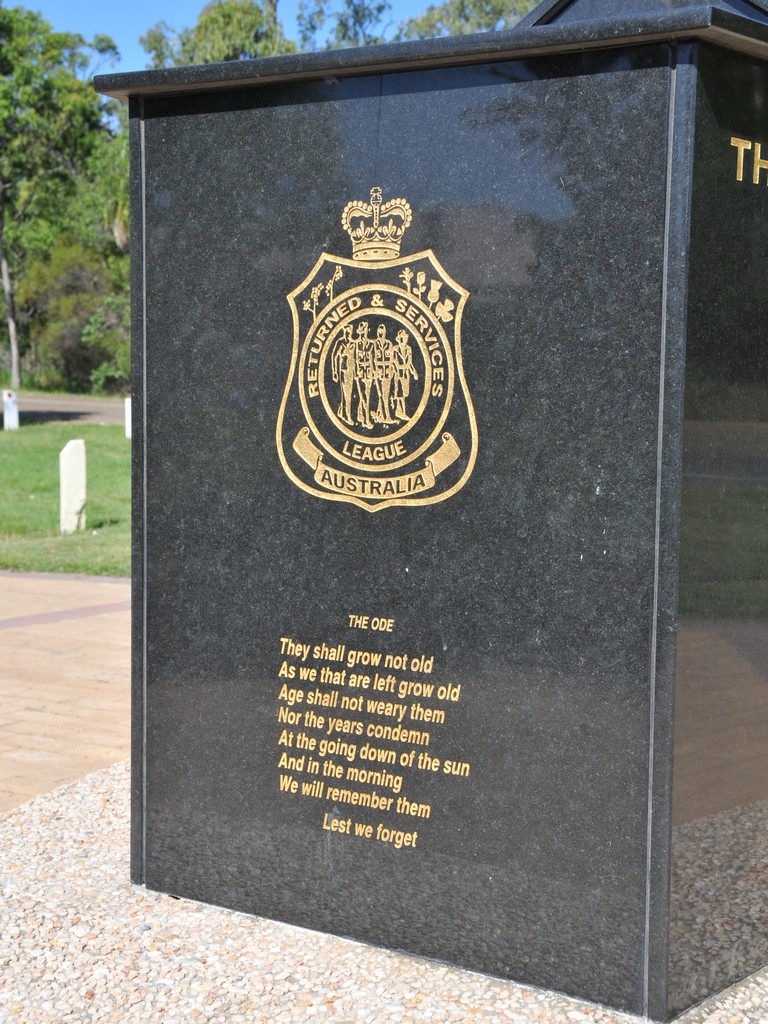 RETURNED & SERVICES
LEAGUE
AUSTRALIA
THE ODE
They shall grow not old
As we that are left grow old
Age shall not weary them
Nor the years condemn
At the going down of the sun
And in the morning
We will remember them
Lest we forget
TH